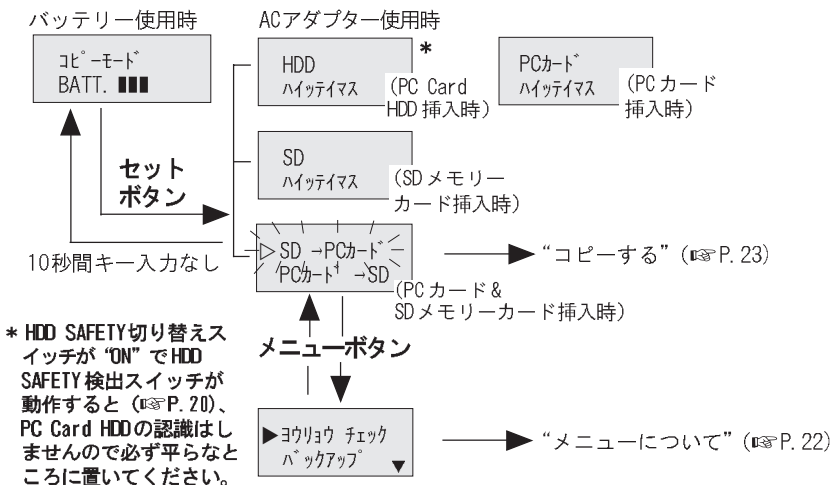 バッテリー使用時
ACアダプター使用時
ｺﾋﾟｰﾓｰﾄﾞ
BATT. ▮▮▮
HDD
ﾊｲｯﾃｲﾏｽ
*
(PC Card
HDD挿入時)
PCｶｰﾄﾞ
ﾊｲｯﾃｲﾏｽ
(PCカード
挿入時)
セット
ボタン
SD
ﾊｲｯﾃｲﾏｽ
(SDメモリー
カード挿入時)
10秒間キー入力なし
▷SD →PCｶｰﾄﾞ
PCｶｰﾄﾞ →SD
(PCカード&
SDメモリーカード挿入時)
“コピーする”(☞P. 23)
メニューボタン
* HDD SAFETY切り替えス
イッチが “ON” でHDD
SAFETY検出スイッチが
動作すると (☞P. 20)、
PC Card HDDの認識はし
ませんので必ず平らなと
ころに置いてください。
▶ﾖｳﾘｮｳ ﾁｪｯｸ
ﾊﾞｯｸｱｯﾌﾟ ▼
“メニューについて”(☞P. 22)